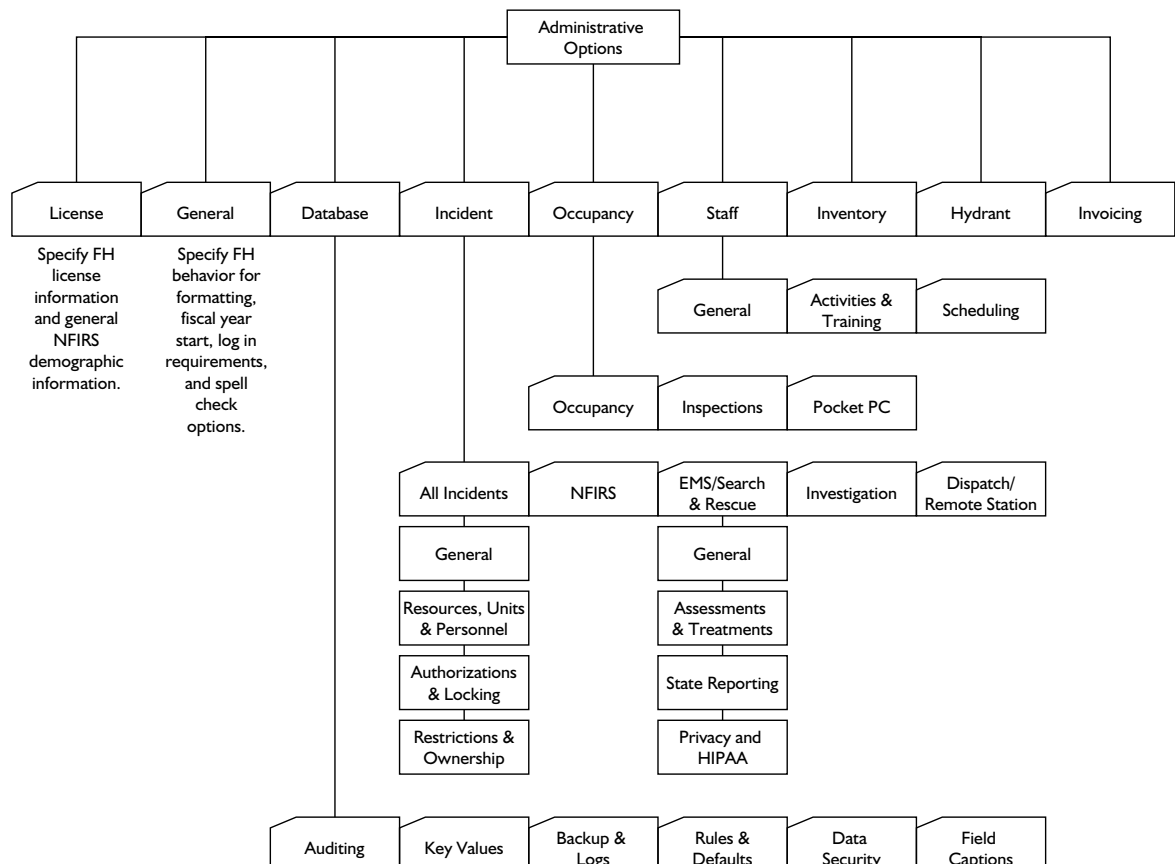 Administrative
Options
License
General
Database
Incident
Occupancy
Staff
Inventory
Hydrant
Invoicing
Specify FH
license
information
and general
NFIRS
demographic
information.
Specify FH
behavior for
formatting,
fiscal year
start, log in
requirements,
and spell
check
options.
General
Activities &
Training
Scheduling
Occupancy
Inspections
Pocket PC
All Incidents
NFIRS
EMS/Search
& Rescue
Investigation
Dispatch/
Remote Station
General
Resources, Units
& Personnel
Authorizations
& Locking
Restrictions &
Ownership
General
Assessments
& Treatments
State Reporting
Privacy and
HIPAA
Auditing
Key Values
Backup &
Logs
Rules &
Defaults
Data
Security
Field
Captions